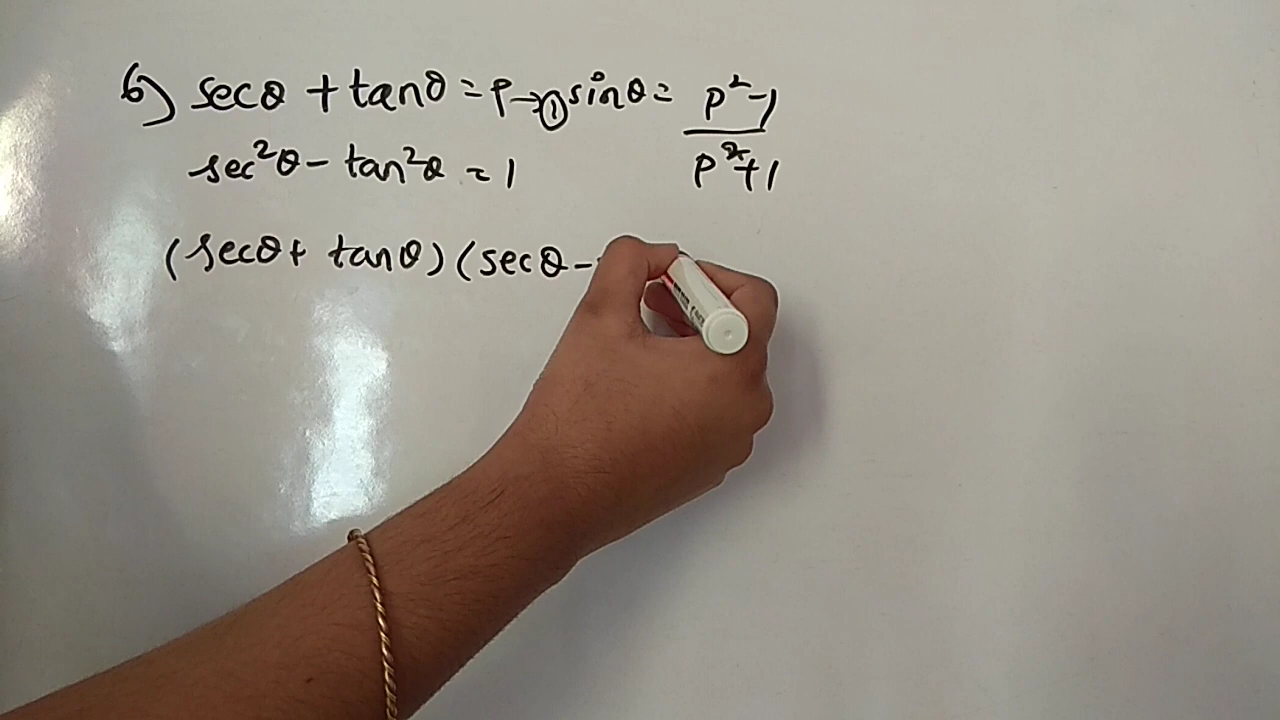 6) secθ + tanθ = P → ① sinθ = p² - 1 / p² + 1
sec²θ - tan²θ = 1
(secθ + tanθ) (secθ -